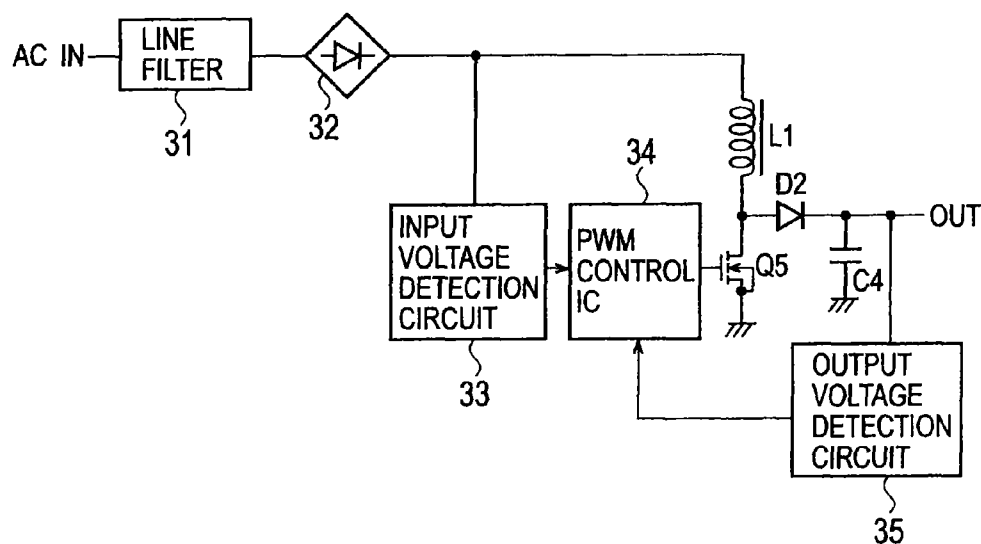 AC IN
LINE
FILTER
31
32
L1
34
D2
OUT
INPUT
VOLTAGE
DETECTION
CIRCUIT
PWM
CONTROL
IC
Q5
C4
33
OUTPUT
VOLTAGE
DETECTION
CIRCUIT
35